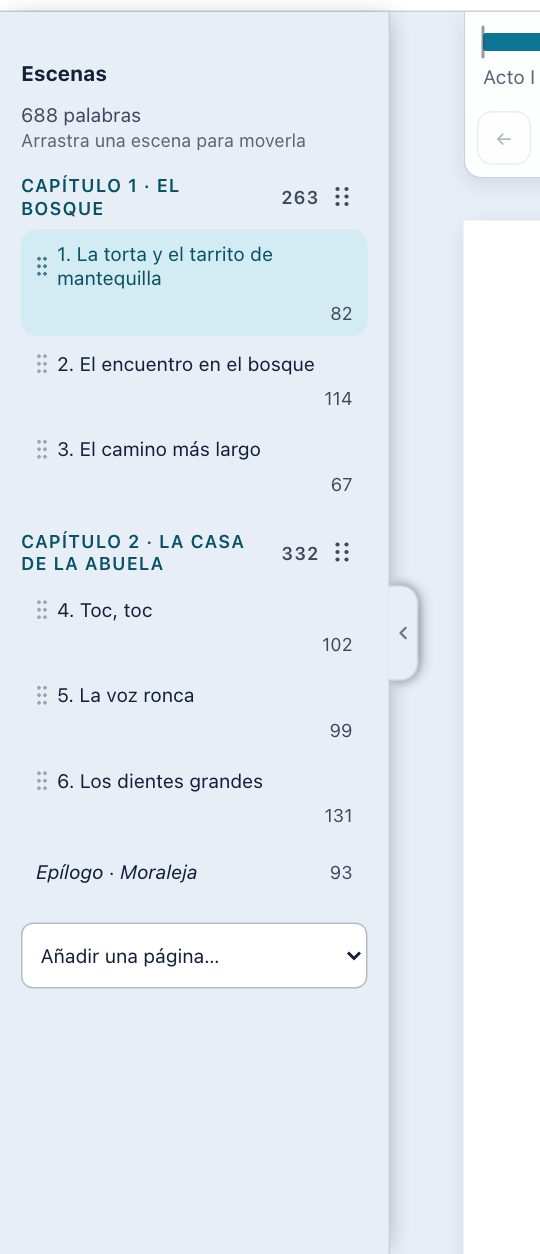 Escenas
688 palabras
Arrastra una escena para moverla
CAPÍTULO 1 · EL
BOSQUE
263
1. La torta y el tarrito de
mantequilla
82
2. El encuentro en el bosque
114
3. El camino más largo
67
CAPÍTULO 2 · LA CASA
DE LA ABUELA
332
4. Toc, toc
102
5. La voz ronca
99
6. Los dientes grandes
131
Epílogo · Moraleja 93
Añadir una página...
Acto I